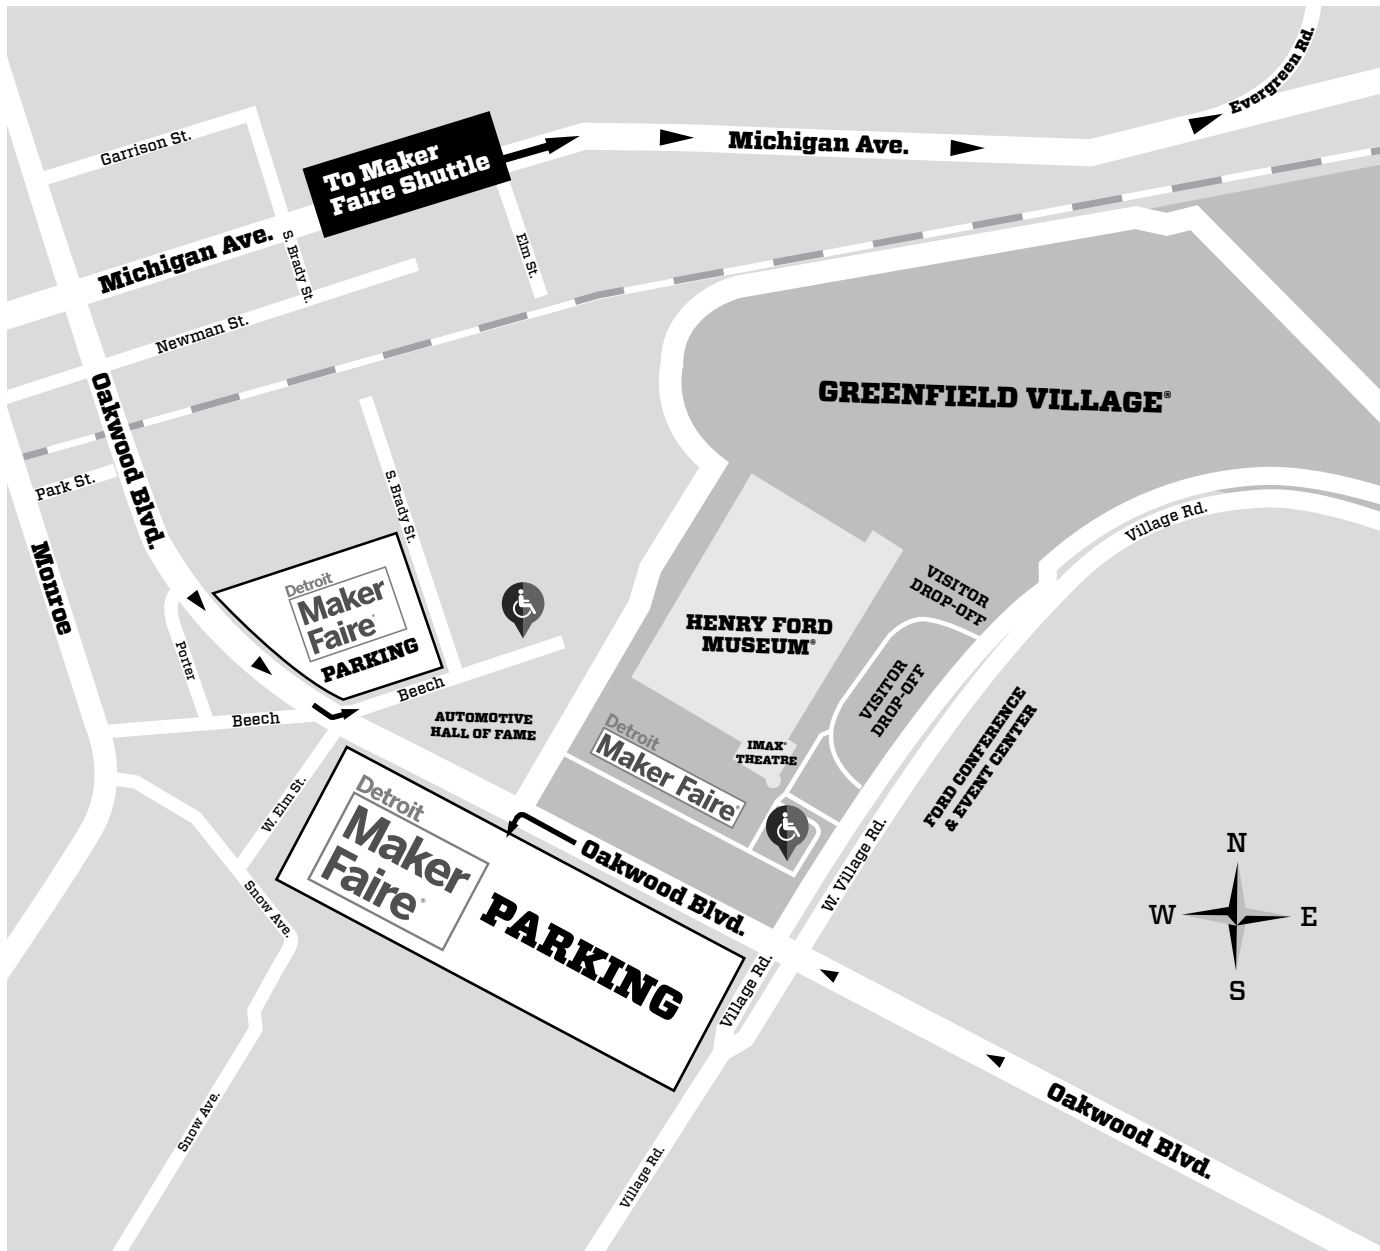 Evergreen Rd.
Garrison St.
To Maker
Faire Shuttle
Michigan Ave.
Michigan Ave.
S. Brady St.
Elm St.
Newman St.
Oakwood Blvd.
GREENFIELD VILLAGE®
Park St.
S. Brady St.
Village Rd.
Monroe
Detroit
Maker
Faire®
PARKING
VISITOR
DROP-OFF
HENRY FORD
MUSEUM®
Porter
VISITOR
DROP-OFF
Beech
Beech
AUTOMOTIVE
HALL OF FAME
Detroit
Maker Faire®
IMAX®
THEATRE
FORD CONFERENCE
& EVENT CENTER
W. Elm St.
Detroit
Maker
Faire®
PARKING
Oakwood Blvd.
W. Village Rd.
N
W
E
S
Snow Ave.
Village Rd.
Snow Ave.
Village Rd.
Oakwood Blvd.